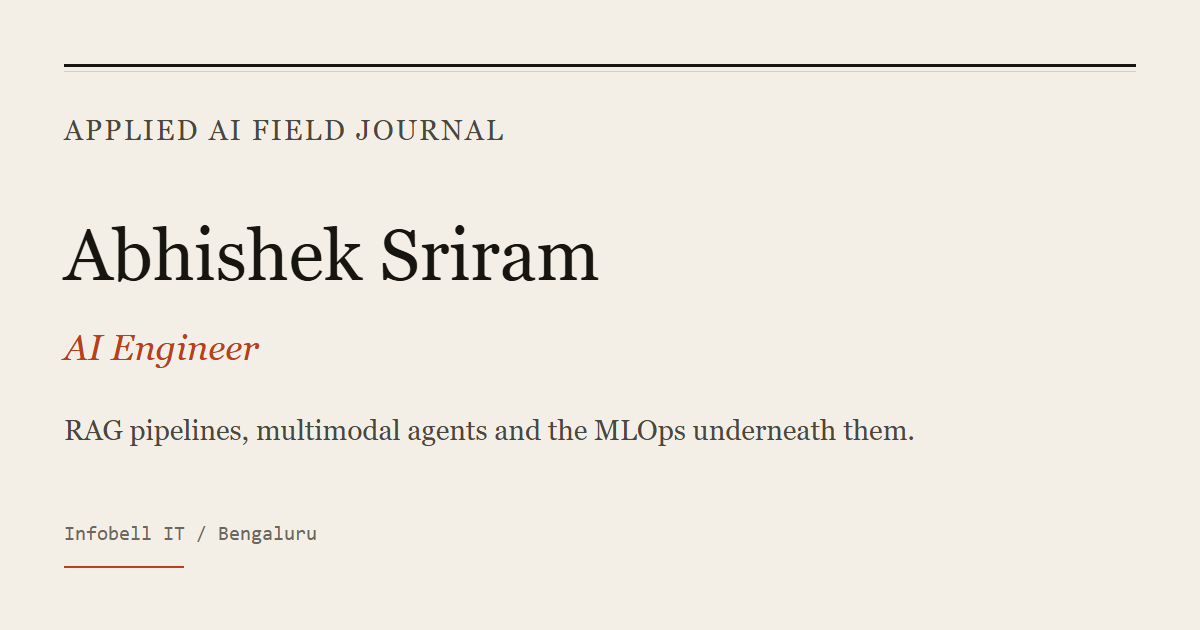 APPLIED AI FIELD JOURNAL
Abhishek Sriram
AI Engineer
RAG pipelines, multimodal agents and the MLOps underneath them.
Infobell IT / Bengaluru